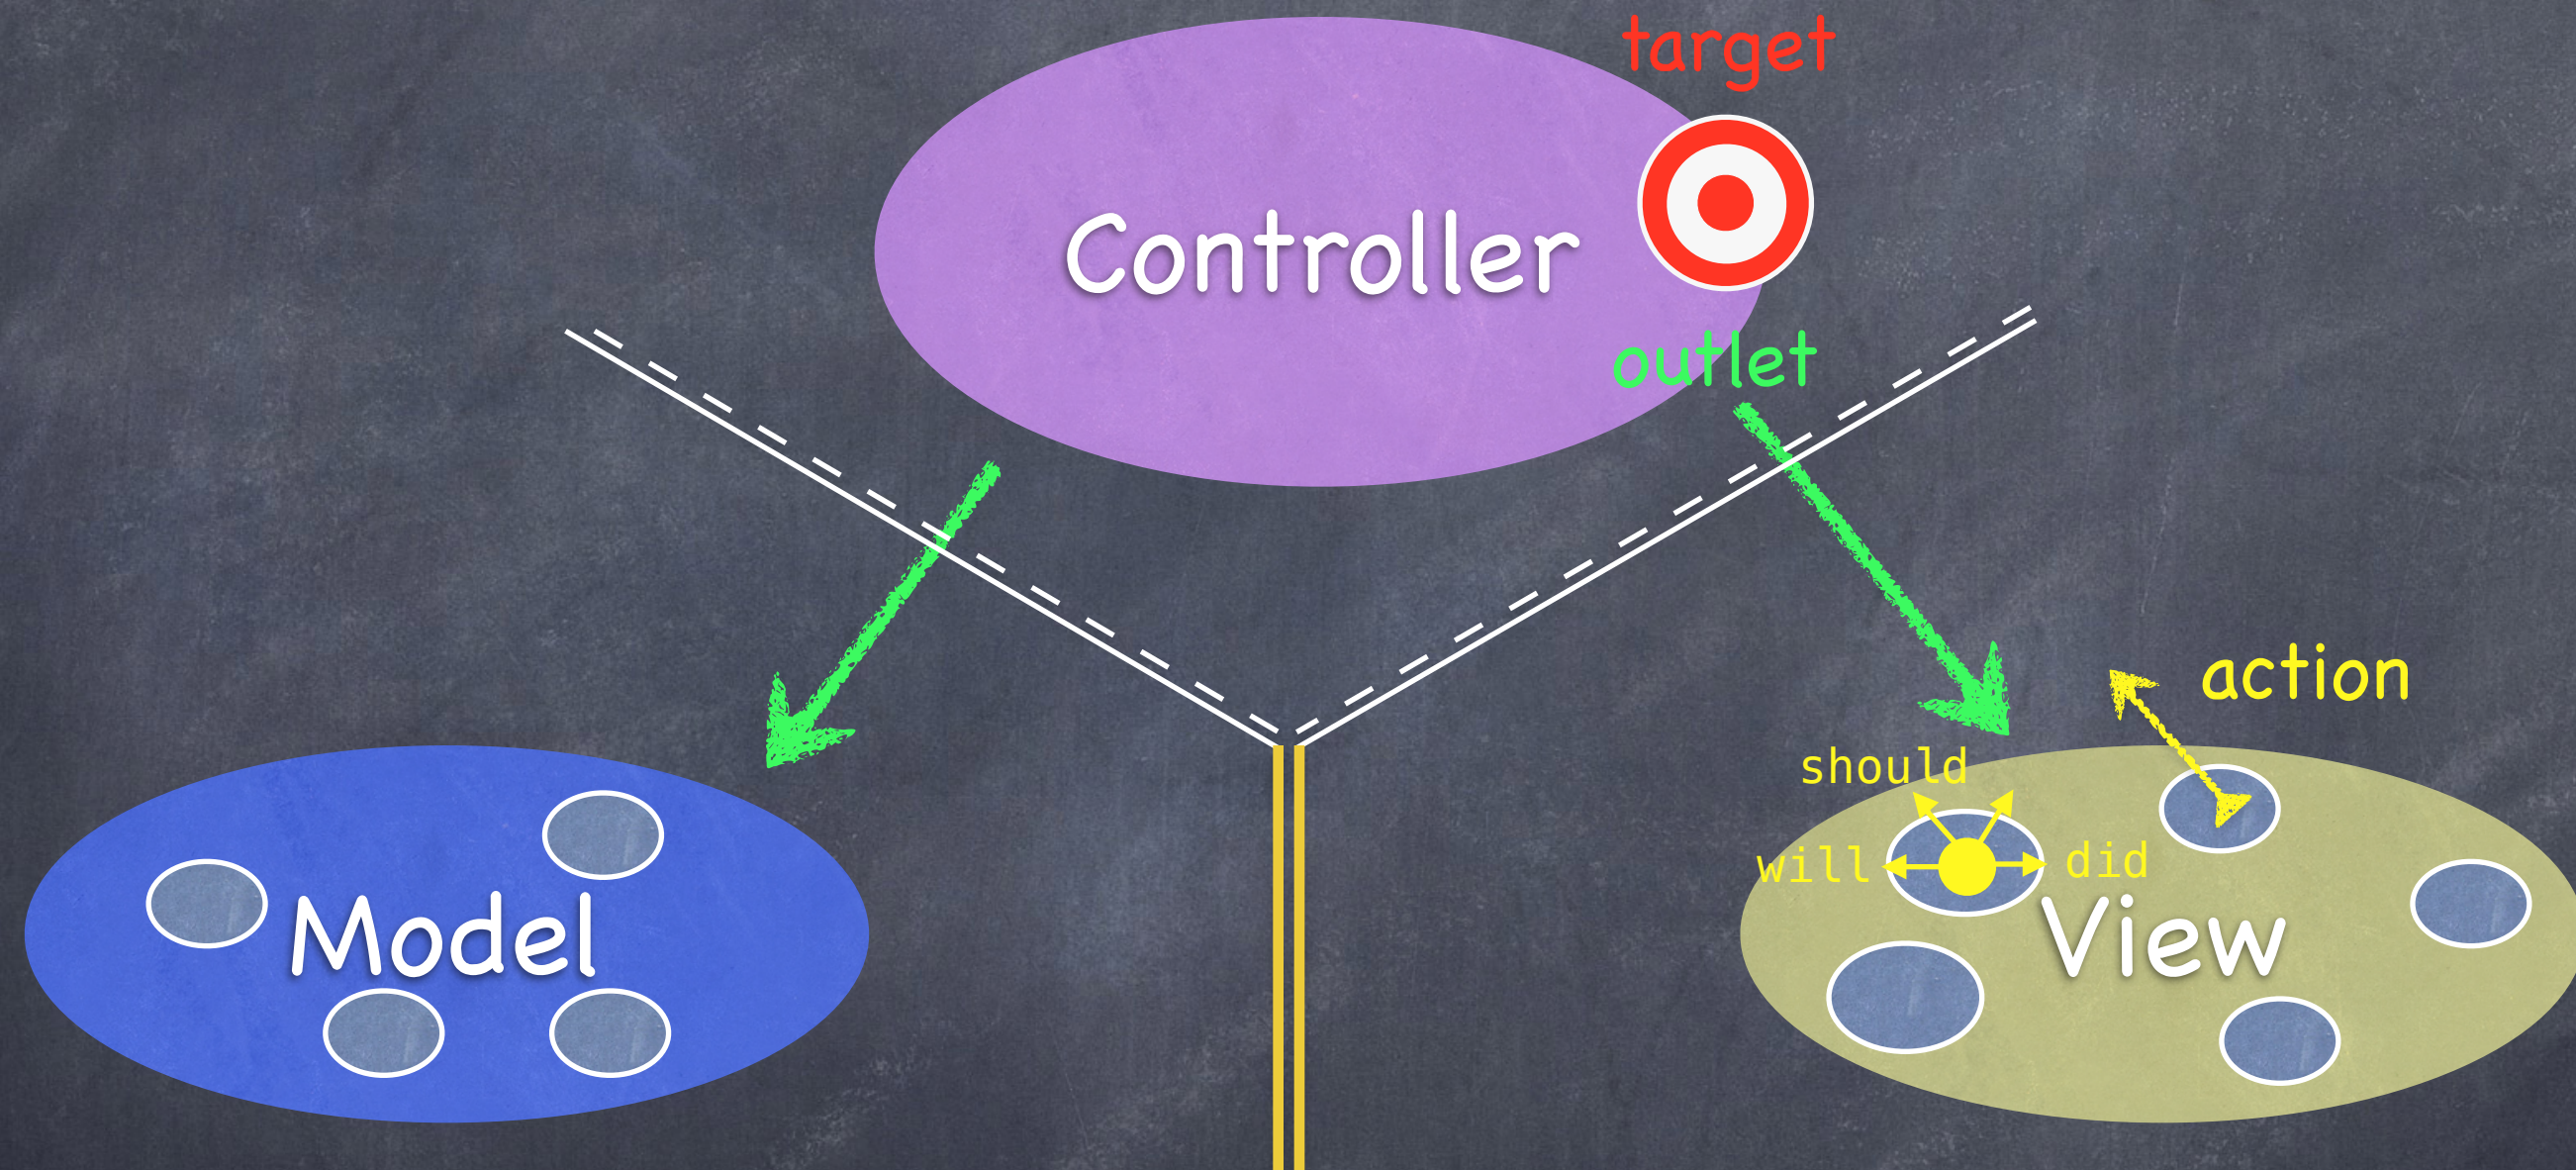 target
Controller
outlet
action
should
will
did
Model
View